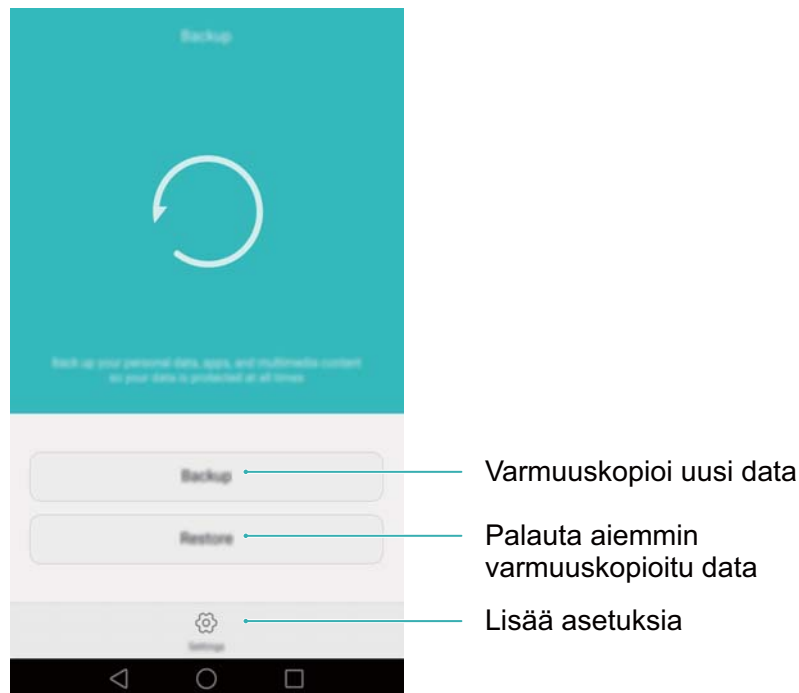 Backup
Back up your personal data, apps, and multimedia content
so your data is protected at all times
Backup
Varmuuskopioi uusi data
Restore
Palauta aiemmin
varmuuskopioitu data
Settings
Lisää asetuksia